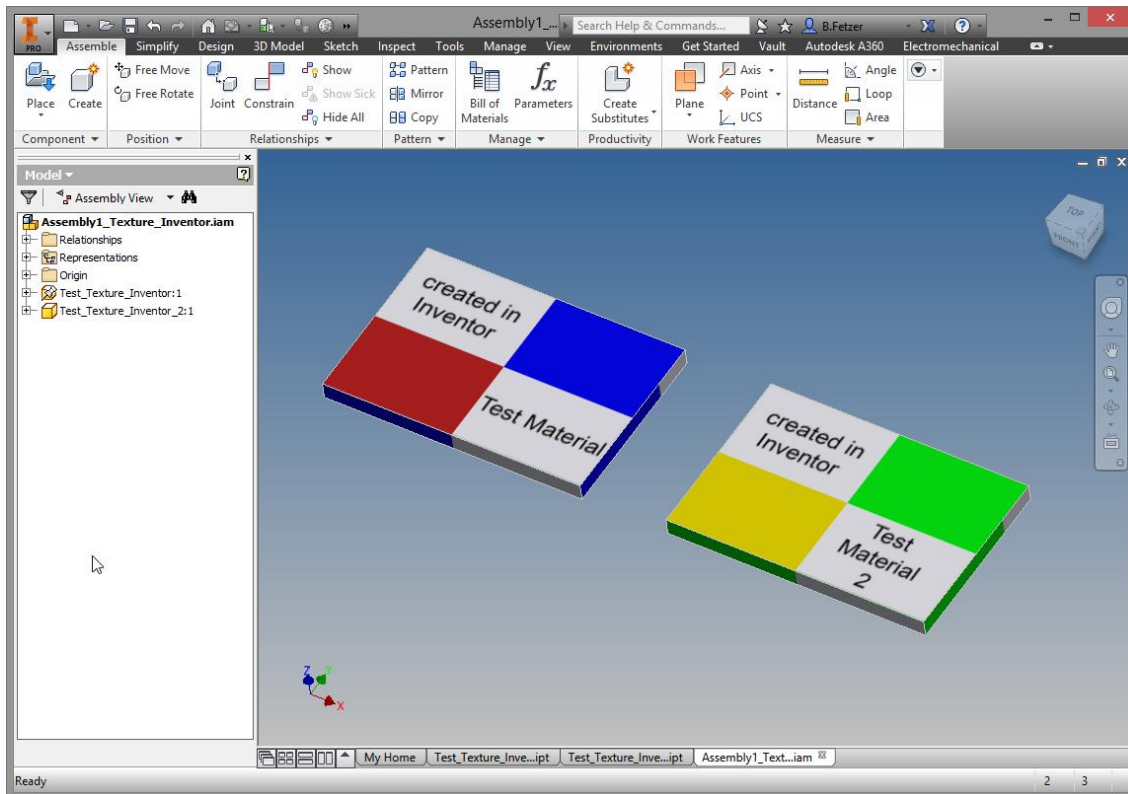 PRO
Assembly1_...
Search Help & Commands...
B.Fetzer
Assemble Simplify Design 3D Model Sketch Inspect Tools Manage View Environments Get Started Vault Autodesk A360 Electromechanical
Place
Create
Component
Free Move
Free Rotate
Position
Joint
Constrain
Show
Show Sick
Hide All
Relationships
Pattern
Mirror
Copy
Pattern
Bill of
Materials
fx
Parameters
Manage
Create
Substitutes
Productivity
Plane
Axis
Point
UCS
Work Features
Distance
Angle
Loop
Area
Measure
Model
Assembly View
Assembly1_Texture_Inventor.iam
Relationships
Representations
Origin
Test_Texture_Inventor:1
Test_Texture_Inventor_2:1
TOP
FRONT
created in
Inventor
Test Material
created in
Inventor
Test
Material
2
Z
Y
X
My Home
Test_Texture_Inve...ipt
Test_Texture_Inve...ipt
Assembly1_Text...iam
Ready
2 3